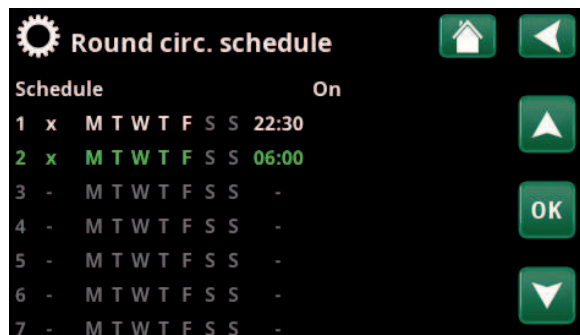 Round circ. schedule
Schedule On
1 x M T W T F S S 22:30
2 x M T W T F S S 06:00
3 - M T W T F S S -
4 - M T W T F S S -
OK
5 - M T W T F S S -
6 - M T W T F S S -
7 - M T W T F S S -